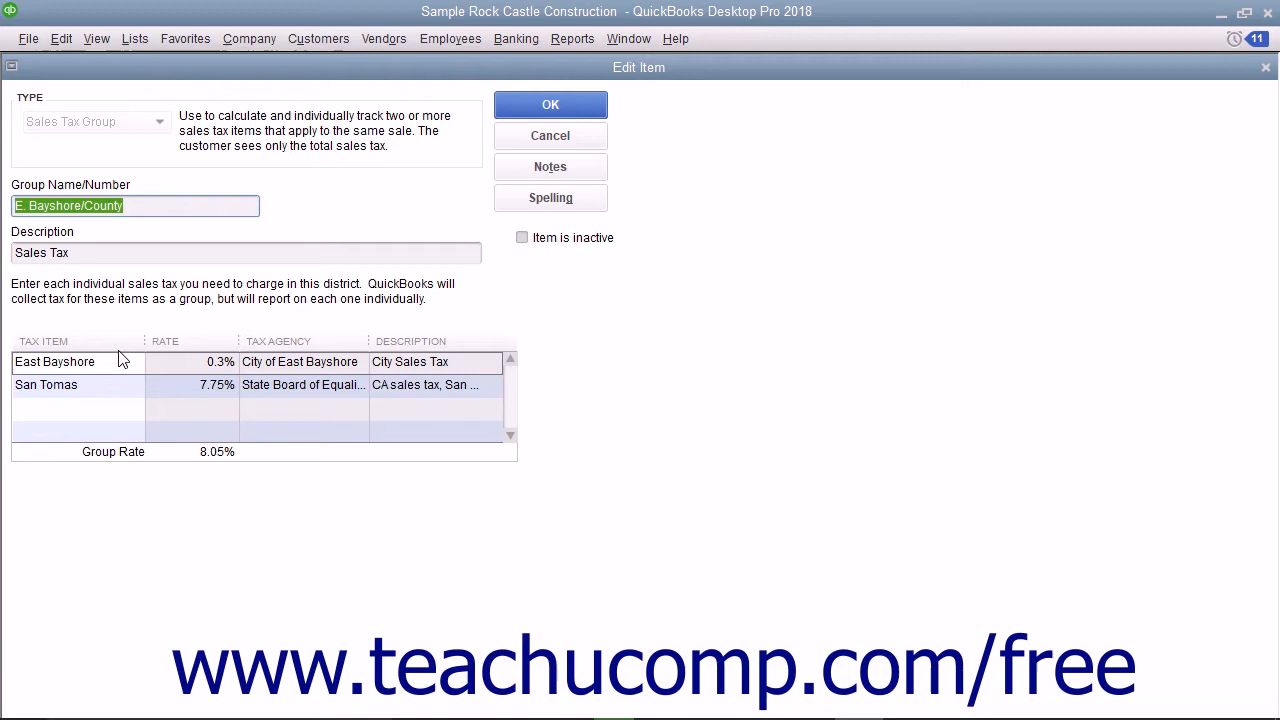 qb
Sample Rock Castle Construction - QuickBooks Desktop Pro 2018
File Edit View Lists Favorites Company Customers Vendors Employees Banking Reports Window Help 11
Edit Item
TYPE
Sales Tax Group
Use to calculate and individually track two or more
sales tax items that apply to the same sale. The
customer sees only the total sales tax.
OK
Cancel
Notes
Spelling
Group Name/Number
E. Bayshore/County
Description
Sales Tax
Item is inactive
Enter each individual sales tax you need to charge in this district. QuickBooks will
collect tax for these items as a group, but will report on each one individually.
TAX ITEM RATE TAX AGENCY DESCRIPTION
East Bayshore 0.3% City of East Bayshore City Sales Tax
San Tomas 7.75% State Board of Equali... CA sales tax, San ...
Group Rate 8.05%
www.teachucomp.com/free